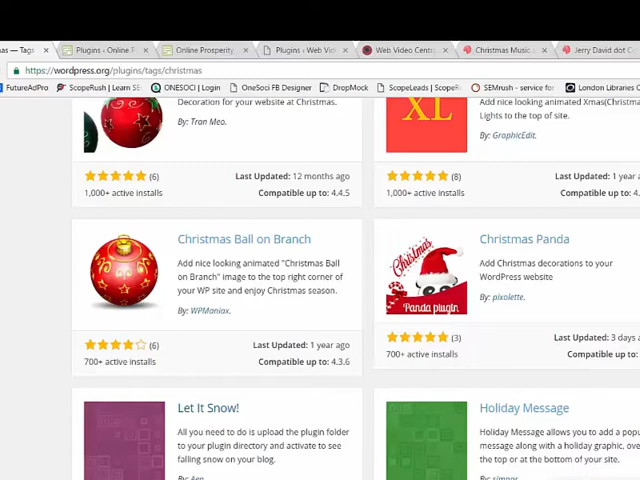 as — Tags
Plugins ‹ Online P
Online Prosperity
Plugins ‹ Web Vid
Web Video Centr
Christmas Music a
Jerry David dot C
https://wordpress.org/plugins/tags/christmas
FutureAdPro
ScopeRush | Learn SE
ONESOCI | Login
OneSoci FB Designer
DropMock
ScopeLeads | ScopeR
SEMrush - service for
London Libraries C
Decoration for your website at Christmas.
By: Tran Meo.
(6)
Last Updated: 12 months ago
1,000+ active installs
Compatible up to: 4.4.5
XL
Add nice looking animated Xmas(Christma
Lights to the top of site.
By: GraphicEdit.
(8)
Last Updated: 1 year a
1,000+ active installs
Compatible up to: 4.
Christmas Ball on Branch
Add nice looking animated "Christmas Ball
on Branch" image to the top right corner of
your WP site and enjoy Christmas season.
By: WPManiax.
(6)
Last Updated: 1 year ago
700+ active installs
Compatible up to: 4.3.6
Christmas
Panda plugin
Christmas Panda
Add Christmas decorations to your
WordPress website
By: pixolette.
(3)
Last Updated: 3 days a
700+ active installs
Compatible up to:
Let It Snow!
All you need to do is upload the plugin folder
to your plugin directory and activate to see
falling snow on your blog.
By: Aen
Holiday Message
Holiday Message allows you to add a popu
message along with a holiday graphic, ove
the top or at the bottom of your site.
By: